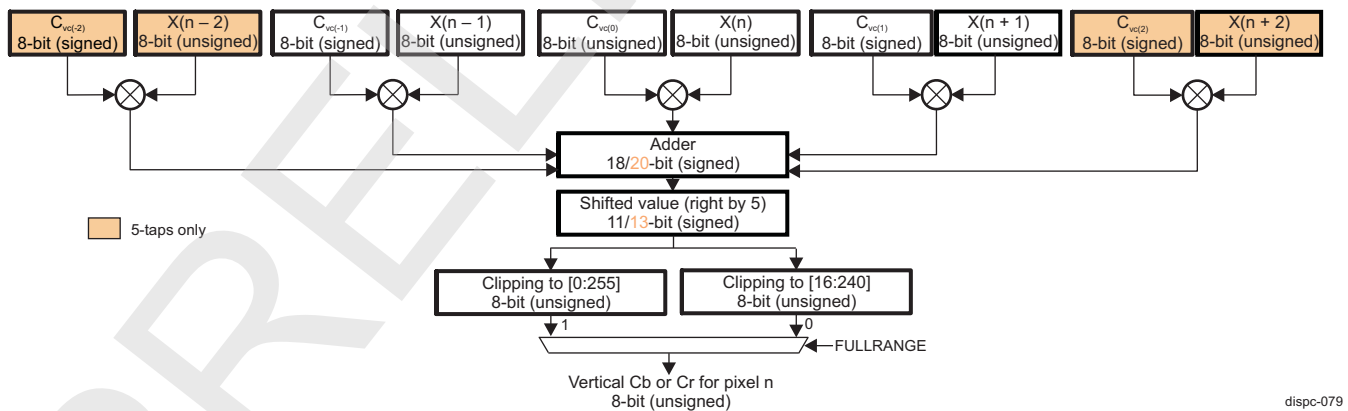 Cvc(-2)
8-bit (signed)
X(n – 2)
8-bit (unsigned)
Cvc(-1)
8-bit (signed)
X(n – 1)
8-bit (unsigned)
Cvc(0)
8-bit (signed)
X(n)
8-bit (unsigned)
Cvc(1)
8-bit (signed)
X(n + 1)
8-bit (unsigned)
Cvc(2)
8-bit (signed)
X(n + 2)
8-bit (unsigned)
Adder
18/20-bit (signed)
Shifted value (right by 5)
11/13-bit (signed)
5-taps only
Clipping to [0:255]
8-bit (unsigned)
Clipping to [16:240]
8-bit (unsigned)
1
0
FULLRANGE
Vertical Cb or Cr for pixel n
8-bit (unsigned)
dispc-079